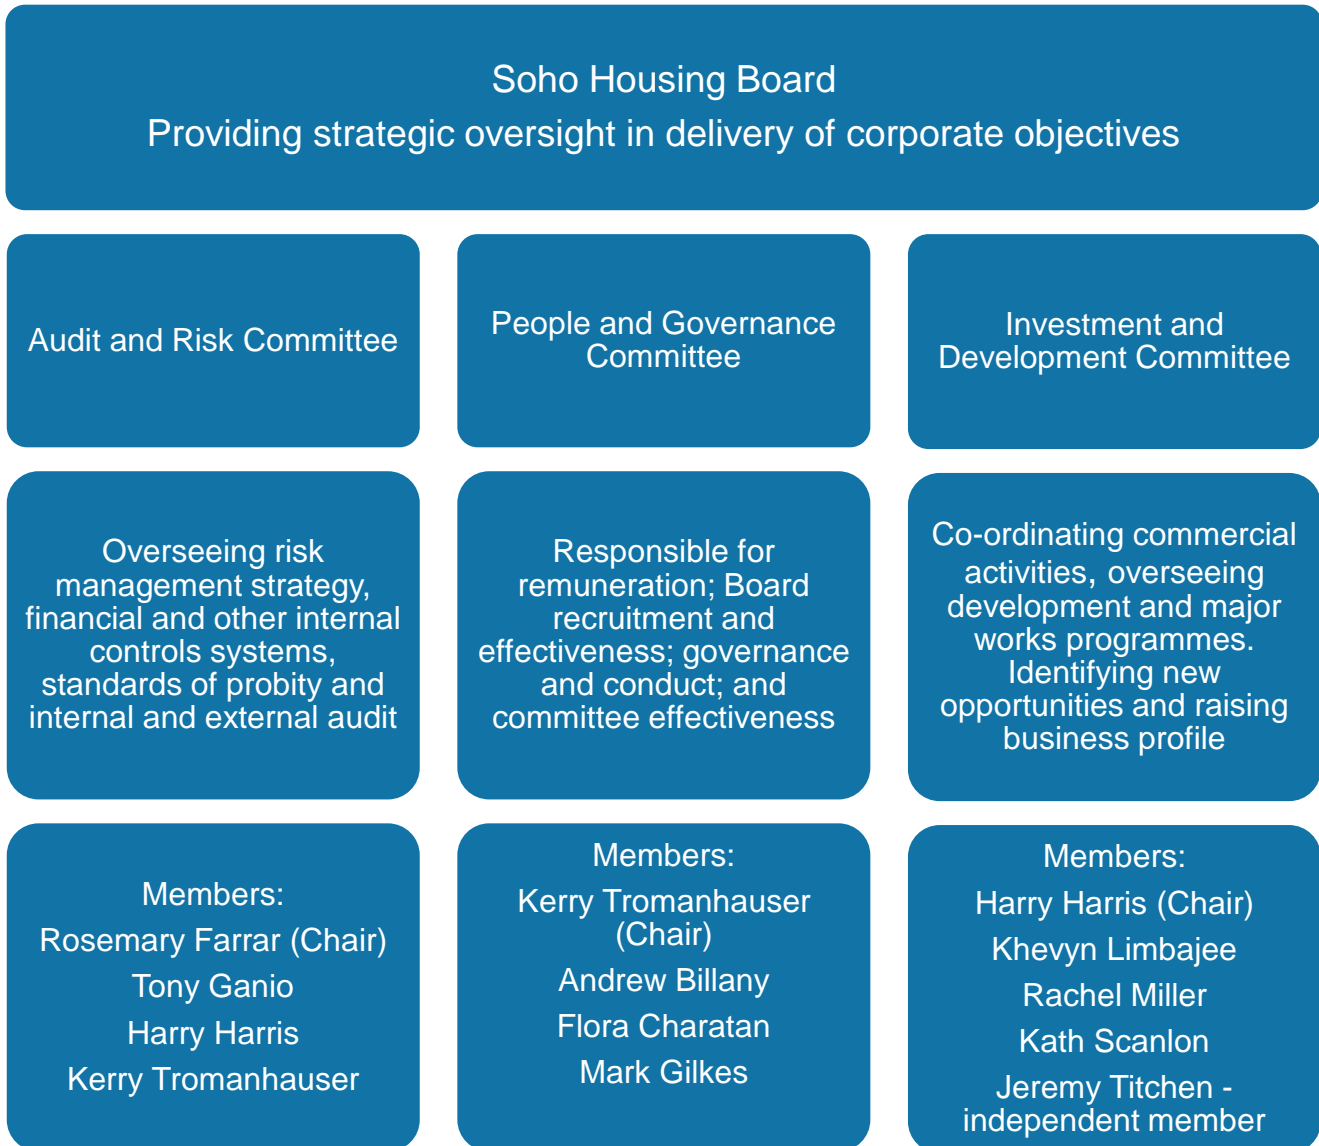 Soho Housing Board
Providing strategic oversight in delivery of corporate objectives
Audit and Risk Committee
People and Governance
Committee
Investment and
Development Committee
Overseeing risk
management strategy,
financial and other internal
controls systems,
standards of probity and
internal and external audit
Responsible for
remuneration; Board
recruitment and
effectiveness; governance
and conduct; and
committee effectiveness
Co-ordinating commercial
activities, overseeing
development and major
works programmes.
Identifying new
opportunities and raising
business profile
Members:
Rosemary Farrar (Chair)
Tony Ganio
Harry Harris
Kerry Tromanhauser
Members:
Kerry Tromanhauser
(Chair)
Andrew Billany
Flora Charatan
Mark Gilkes
Members:
Harry Harris (Chair)
Khevyn Limbajee
Rachel Miller
Kath Scanlon
Jeremy Titchen -
independent member